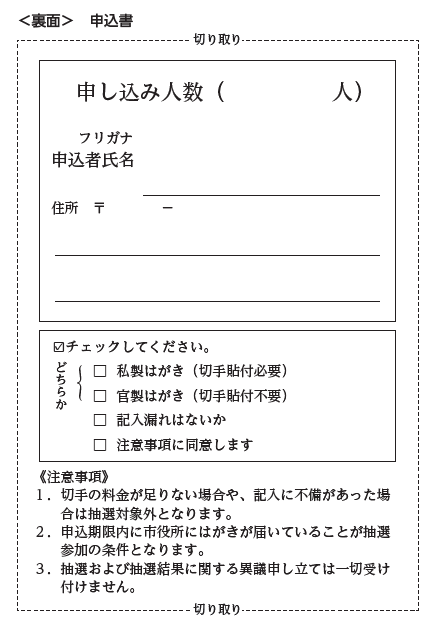 ＜裏面＞　申込書
切り取り
申し込み人数（　　　　　人）
フリガナ
申込者氏名
住所　〒　　　－
☑チェックしてください。
どちらか
□ 私製はがき（切手貼付必要）
□ 官製はがき（切手貼付不要）
□ 記入漏れはないか
□ 注意事項に同意します
《注意事項》
１．切手の料金が足りない場合や、記入に不備があった場
合は抽選対象外となります。
２．申込期限内に市役所にはがきが届いていることが抽選
参加の条件となります。
３．抽選および抽選結果に関する異議申し立ては一切受け
付けません。
切り取り